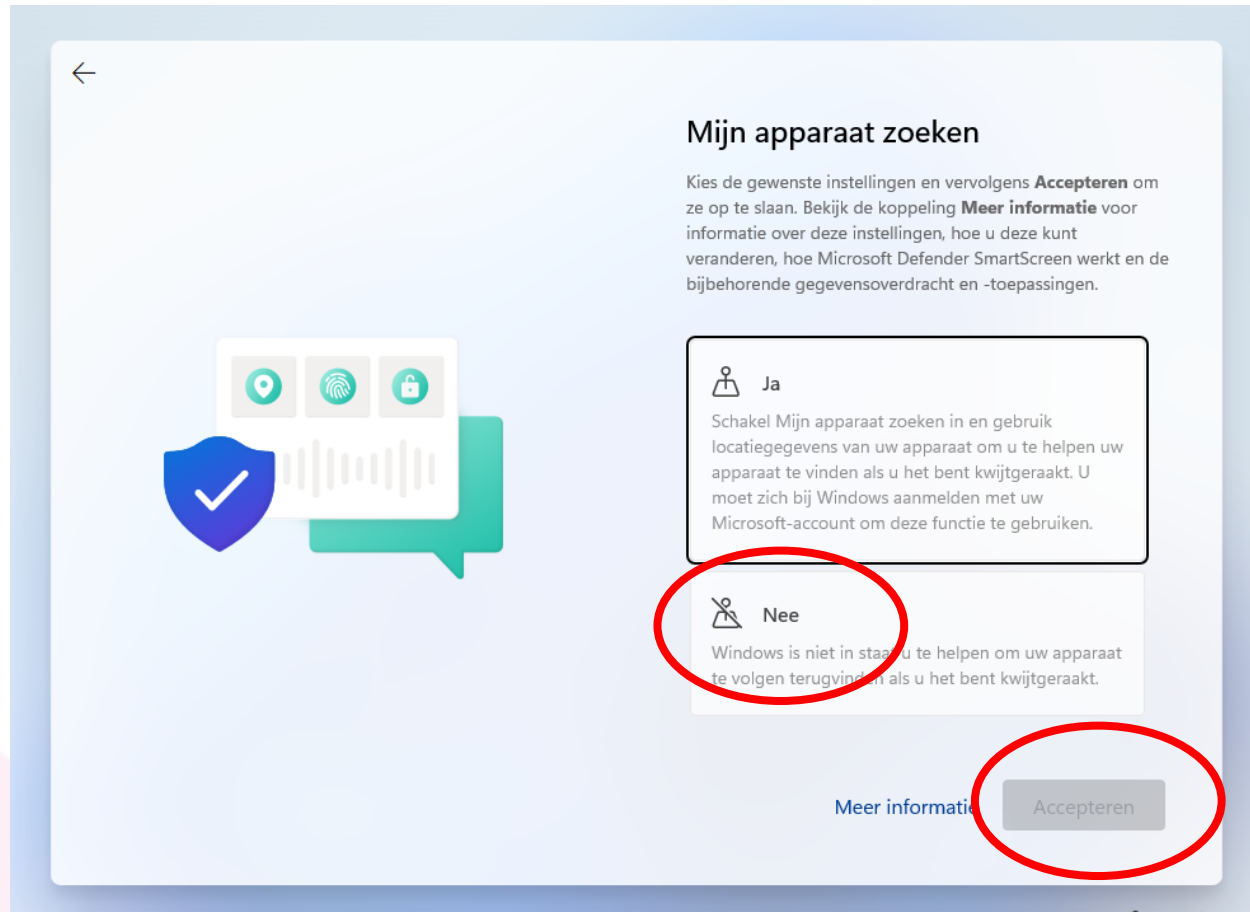 Mijn apparaat zoeken
Kies de gewenste instellingen en vervolgens Accepteren om
ze op te slaan. Bekijk de koppeling Meer informatie voor
informatie over deze instellingen, hoe u deze kunt
veranderen, hoe Microsoft Defender SmartScreen werkt en de
bijbehorende gegevensoverdracht en -toepassingen.
Ja
Schakel Mijn apparaat zoeken in en gebruik
locatiegegevens van uw apparaat om u te helpen uw
apparaat te vinden als u het bent kwijtgeraakt. U
moet zich bij Windows aanmelden met uw
Microsoft-account om deze functie te gebruiken.
Nee
Windows is niet in staat u te helpen om uw apparaat
te volgen terugvinden als u het bent kwijtgeraakt.
Meer informatie
Accepteren